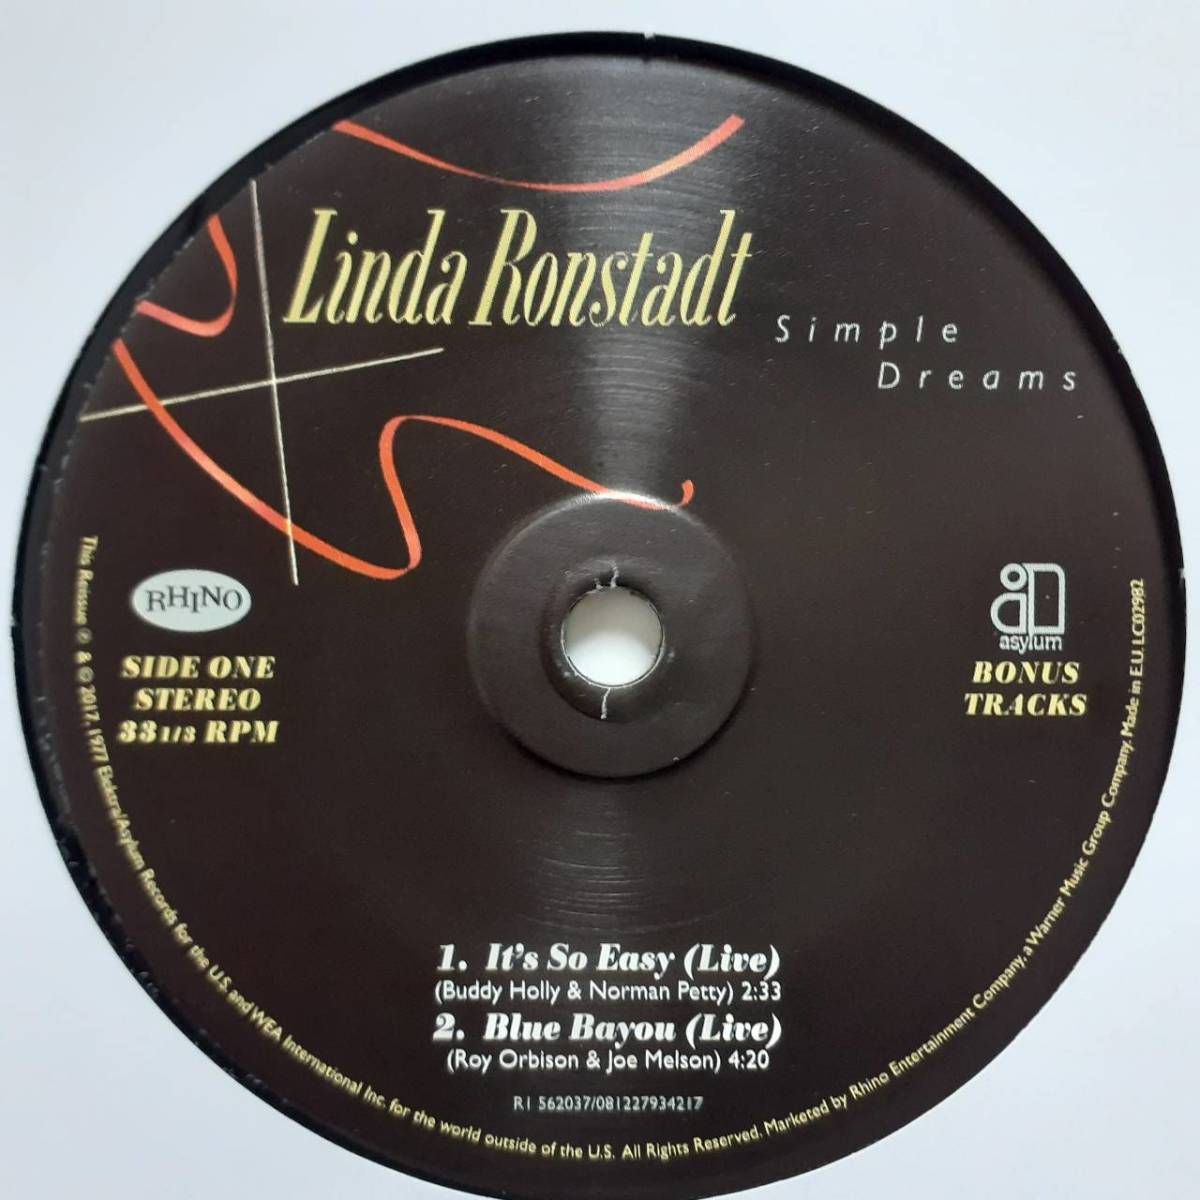 Linda Ronstadt
Simple
Dreams
RHINO
SIDE ONE
STEREO
33 1/3 RPM
asylum
BONUS
TRACKS
1. It's So Easy (Live)
(Buddy Holly & Norman Petty) 2:33
2. Blue Bayou (Live)
(Roy Orbison & Joe Melson) 4:20
R1 562037/081227934217
This Reissue ℗ & © 2017, 1977 Elektra/Asylum Records for the U.S. and WEA International Inc. for the world outside of the U.S. All Rights Reserved. Marketed by Rhino Entertainment Company, a Warner Music Group Company. Made in E.U. LC02982